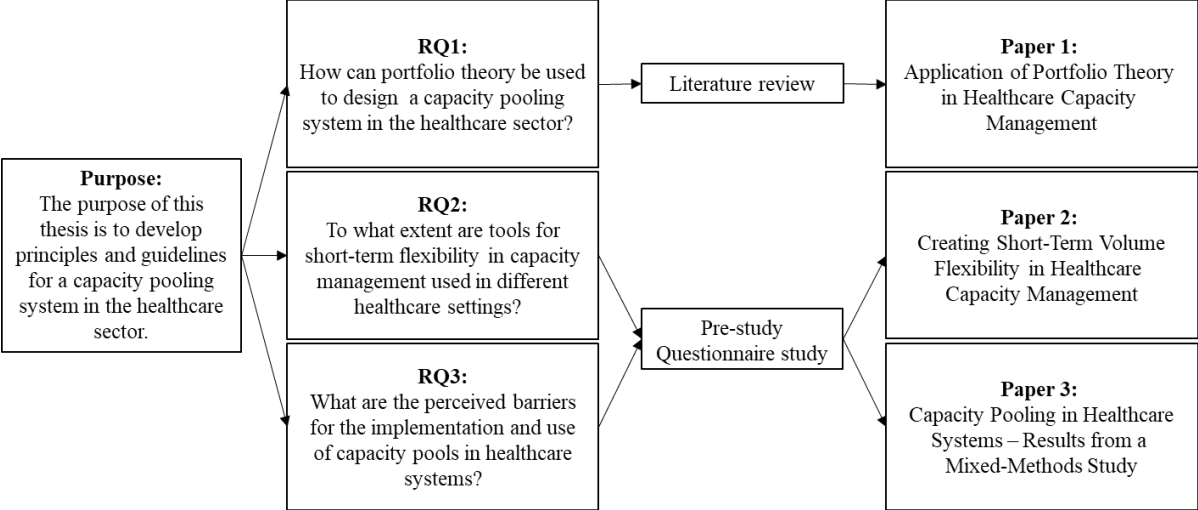 Purpose:
The purpose of this
thesis is to develop
principles and guidelines
for a capacity pooling
system in the healthcare
sector.
RQ1:
How can portfolio theory be used
to design a capacity pooling
system in the healthcare sector?
RQ2:
To what extent are tools for
short-term flexibility in capacity
management used in different
healthcare settings?
RQ3:
What are the perceived barriers
for the implementation and use
of capacity pools in healthcare
systems?
Literature review
Pre-study
Questionnaire study
Paper 1:
Application of Portfolio Theory
in Healthcare Capacity
Management
Paper 2:
Creating Short-Term Volume
Flexibility in Healthcare
Capacity Management
Paper 3:
Capacity Pooling in Healthcare
Systems – Results from a
Mixed-Methods Study